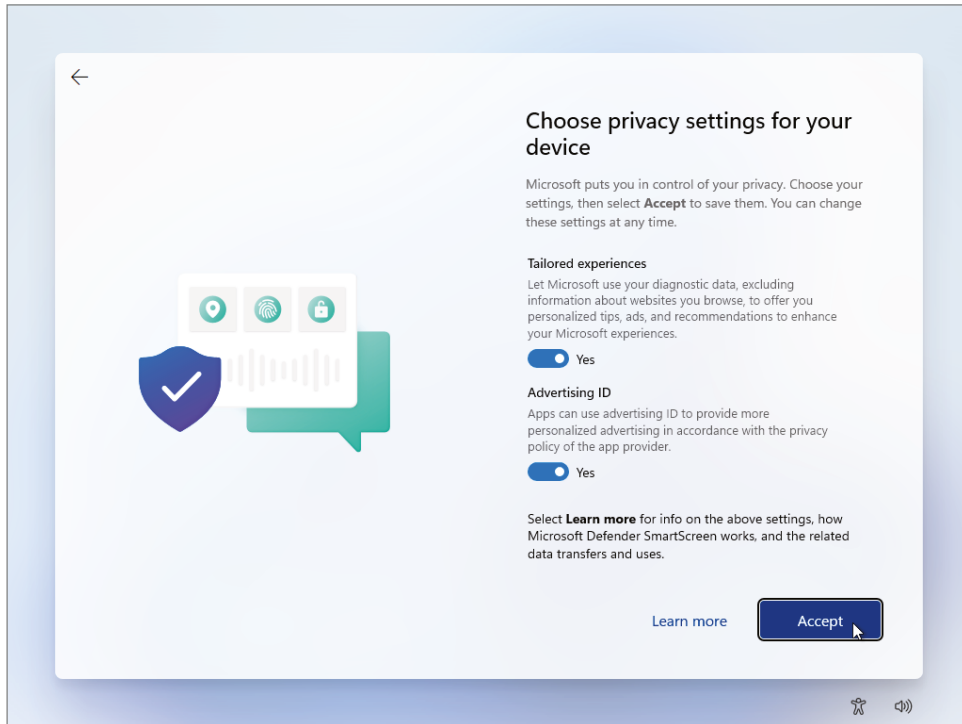 Choose privacy settings for your
device
Microsoft puts you in control of your privacy. Choose your
settings, then select Accept to save them. You can change
these settings at any time.
Tailored experiences
Let Microsoft use your diagnostic data, excluding
information about websites you browse, to offer you
personalized tips, ads, and recommendations to enhance
your Microsoft experiences.
Yes
Advertising ID
Apps can use advertising ID to provide more
personalized advertising in accordance with the privacy
policy of the app provider.
Yes
Select Learn more for info on the above settings, how
Microsoft Defender SmartScreen works, and the related
data transfers and uses.
Learn more
Accept